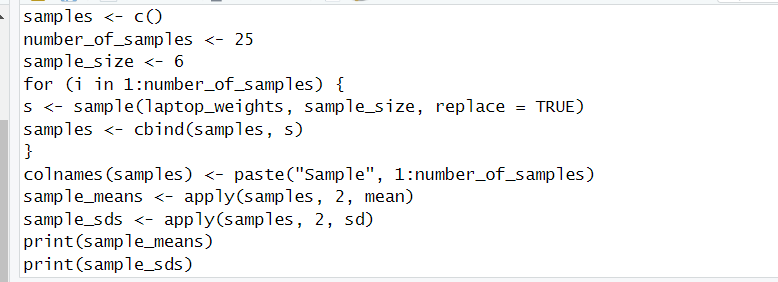 samples <- c()
number_of_samples <- 25
sample_size <- 6
for (i in 1:number_of_samples) {
s <- sample(laptop_weights, sample_size, replace = TRUE)
samples <- cbind(samples, s)
}
colnames(samples) <- paste("Sample", 1:number_of_samples)
sample_means <- apply(samples, 2, mean)
sample_sds <- apply(samples, 2, sd)
print(sample_means)
print(sample_sds)